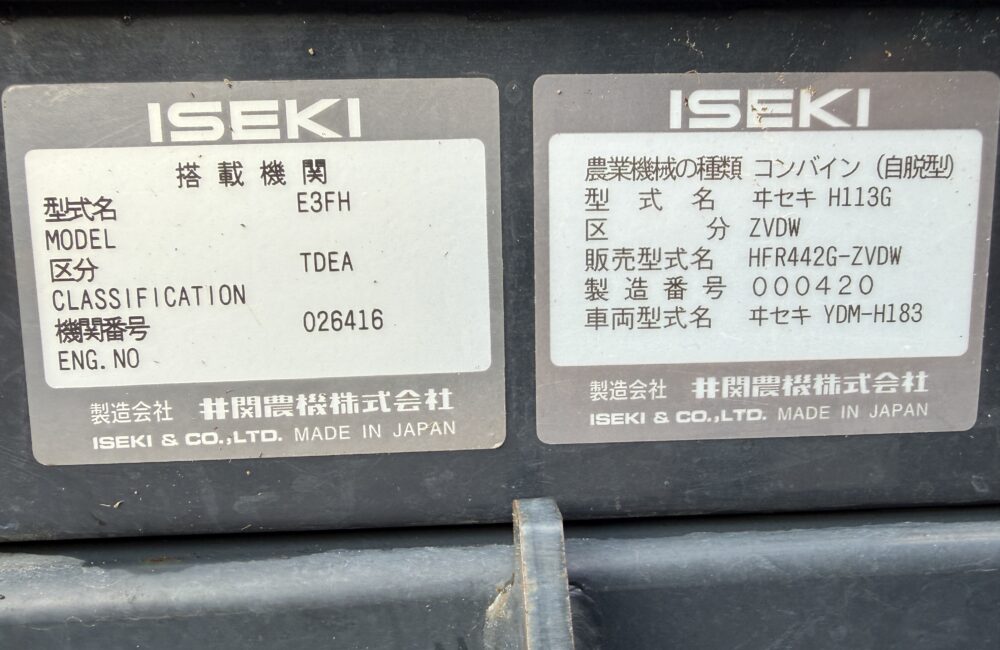 ISEKI
搭載機関
型式名 E3FH
MODEL
区分 TDEA
CLASSIFICATION
機関番号 026416
ENG. NO
製造会社 井関農機株式会社
ISEKI & CO.,LTD. MADE IN JAPAN
ISEKI
農業機械の種類 コンバイン (自脱型)
型式名 ヰセキ H113G
区分 ZVDW
販売型式名 HFR442G-ZVDW
製造番号 000420
車両型式名 ヰセキ YDM-H183
製造会社 井関農機株式会社
ISEKI & CO.,LTD. MADE IN JAPAN